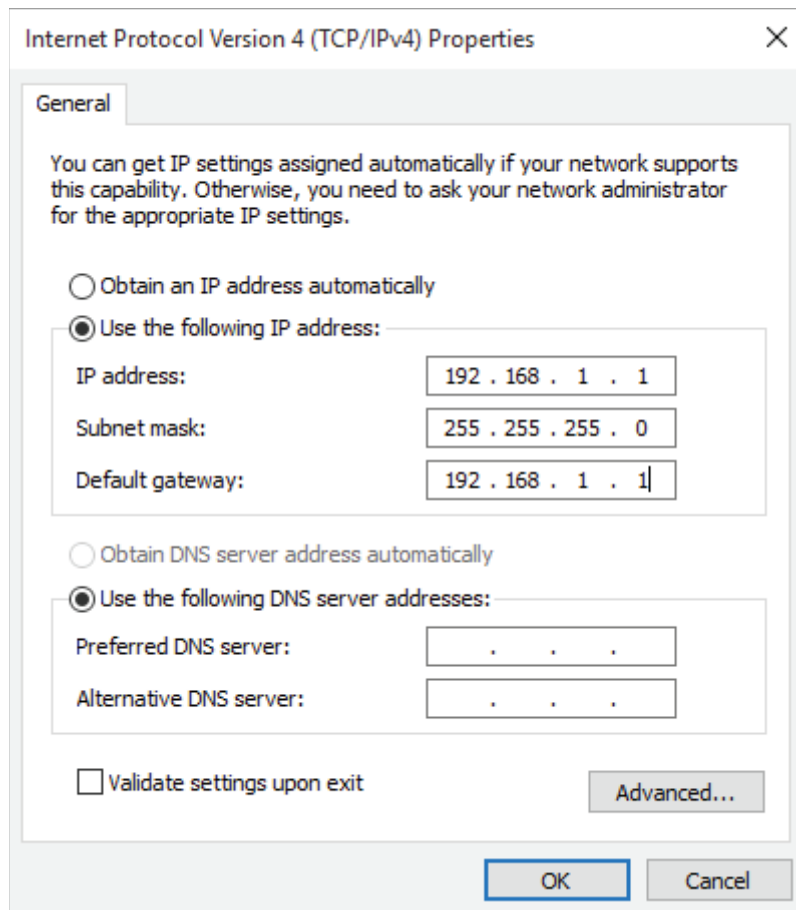 Internet Protocol Version 4 (TCP/IPv4) Properties
General
You can get IP settings assigned automatically if your network supports
this capability. Otherwise, you need to ask your network administrator
for the appropriate IP settings.
Obtain an IP address automatically
Use the following IP address:
IP address: 192 . 168 . 1 . 1
Subnet mask: 255 . 255 . 255 . 0
Default gateway: 192 . 168 . 1 . 1
Obtain DNS server address automatically
Use the following DNS server addresses:
Preferred DNS server: . . .
Alternative DNS server: . . .
Validate settings upon exit
Advanced...
OK Cancel